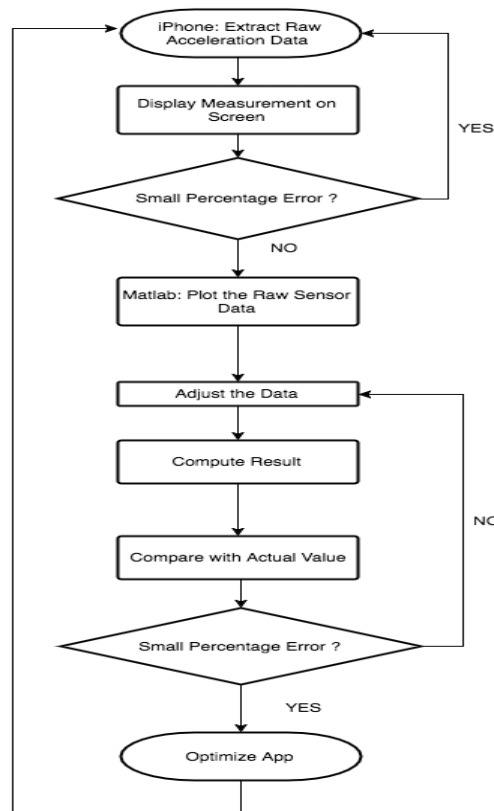 iPhone: Extract Raw
Acceleration Data
Display Measurement on
Screen
YES
Small Percentage Error ?
NO
Matlab: Plot the Raw Sensor
Data
Adjust the Data
Compute Result
NO
Compare with Actual Value
Small Percentage Error ?
YES
Optimize App